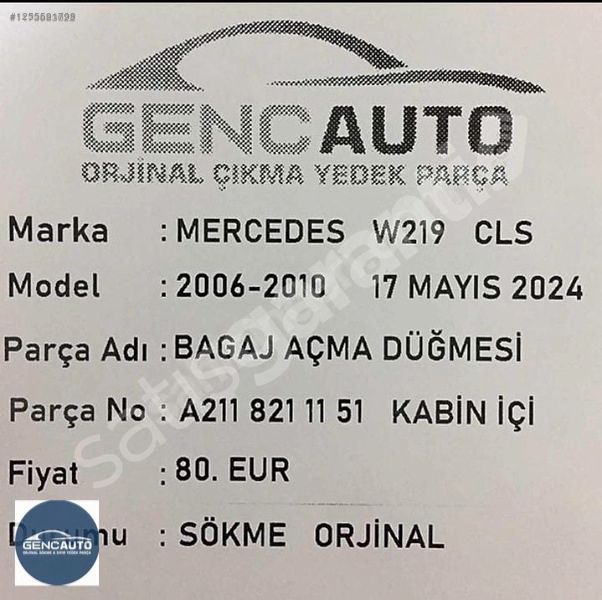 GENCAUTO
ORJİNAL ÇIKMA YEDEK PARÇA
Marka : MERCEDES W219 CLS
Model : 2006-2010 17 MAYIS 2024
Parça Adı : BAGAJ AÇMA DÜĞMESİ
Parça No : A211 821 11 51 KABİN İÇİ
Fiyat : 80. EUR
: SÖKME ORJİNAL
GENCAUTO